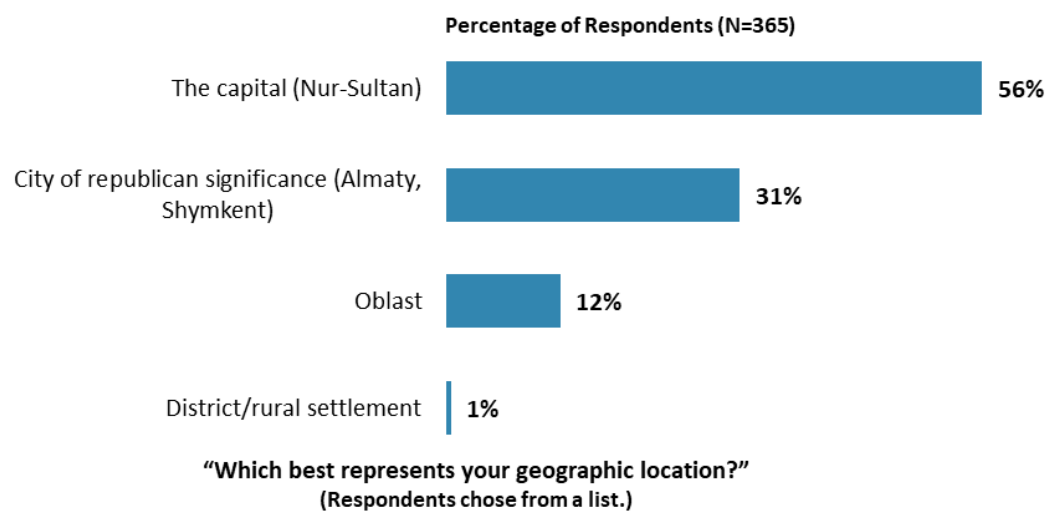 Percentage of Respondents (N=365)
The capital (Nur-Sultan)
56%
City of republican significance (Almaty,
Shymkent)
31%
Oblast
12%
District/rural settlement
1%
“Which best represents your geographic location?”
(Respondents chose from a list.)